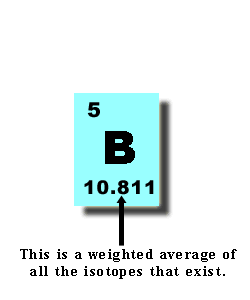 5
B
10.811
This is a weighted average of
all the isotopes that exist.